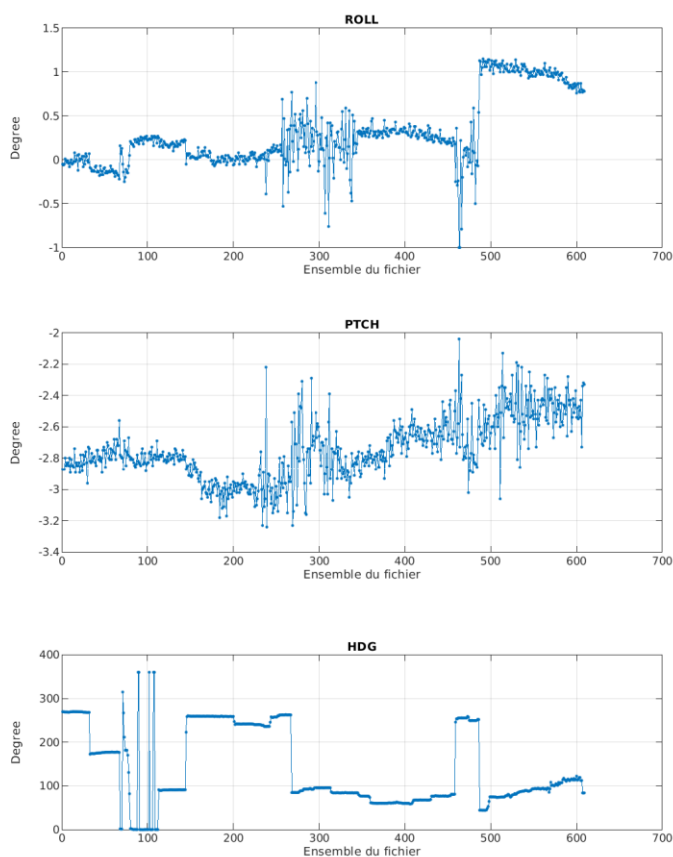 ROLL
1.5
1
0.5
0
-0.5
-1
Degree
0 100 200 300 400 500 600 700
Ensemble du fichier
PTCH
-2
-2.2
-2.4
-2.6
-2.8
-3
-3.2
-3.4
Degree
0 100 200 300 400 500 600 700
Ensemble du fichier
HDG
400
300
200
100
0
Degree
0 100 200 300 400 500 600 700
Ensemble du fichier